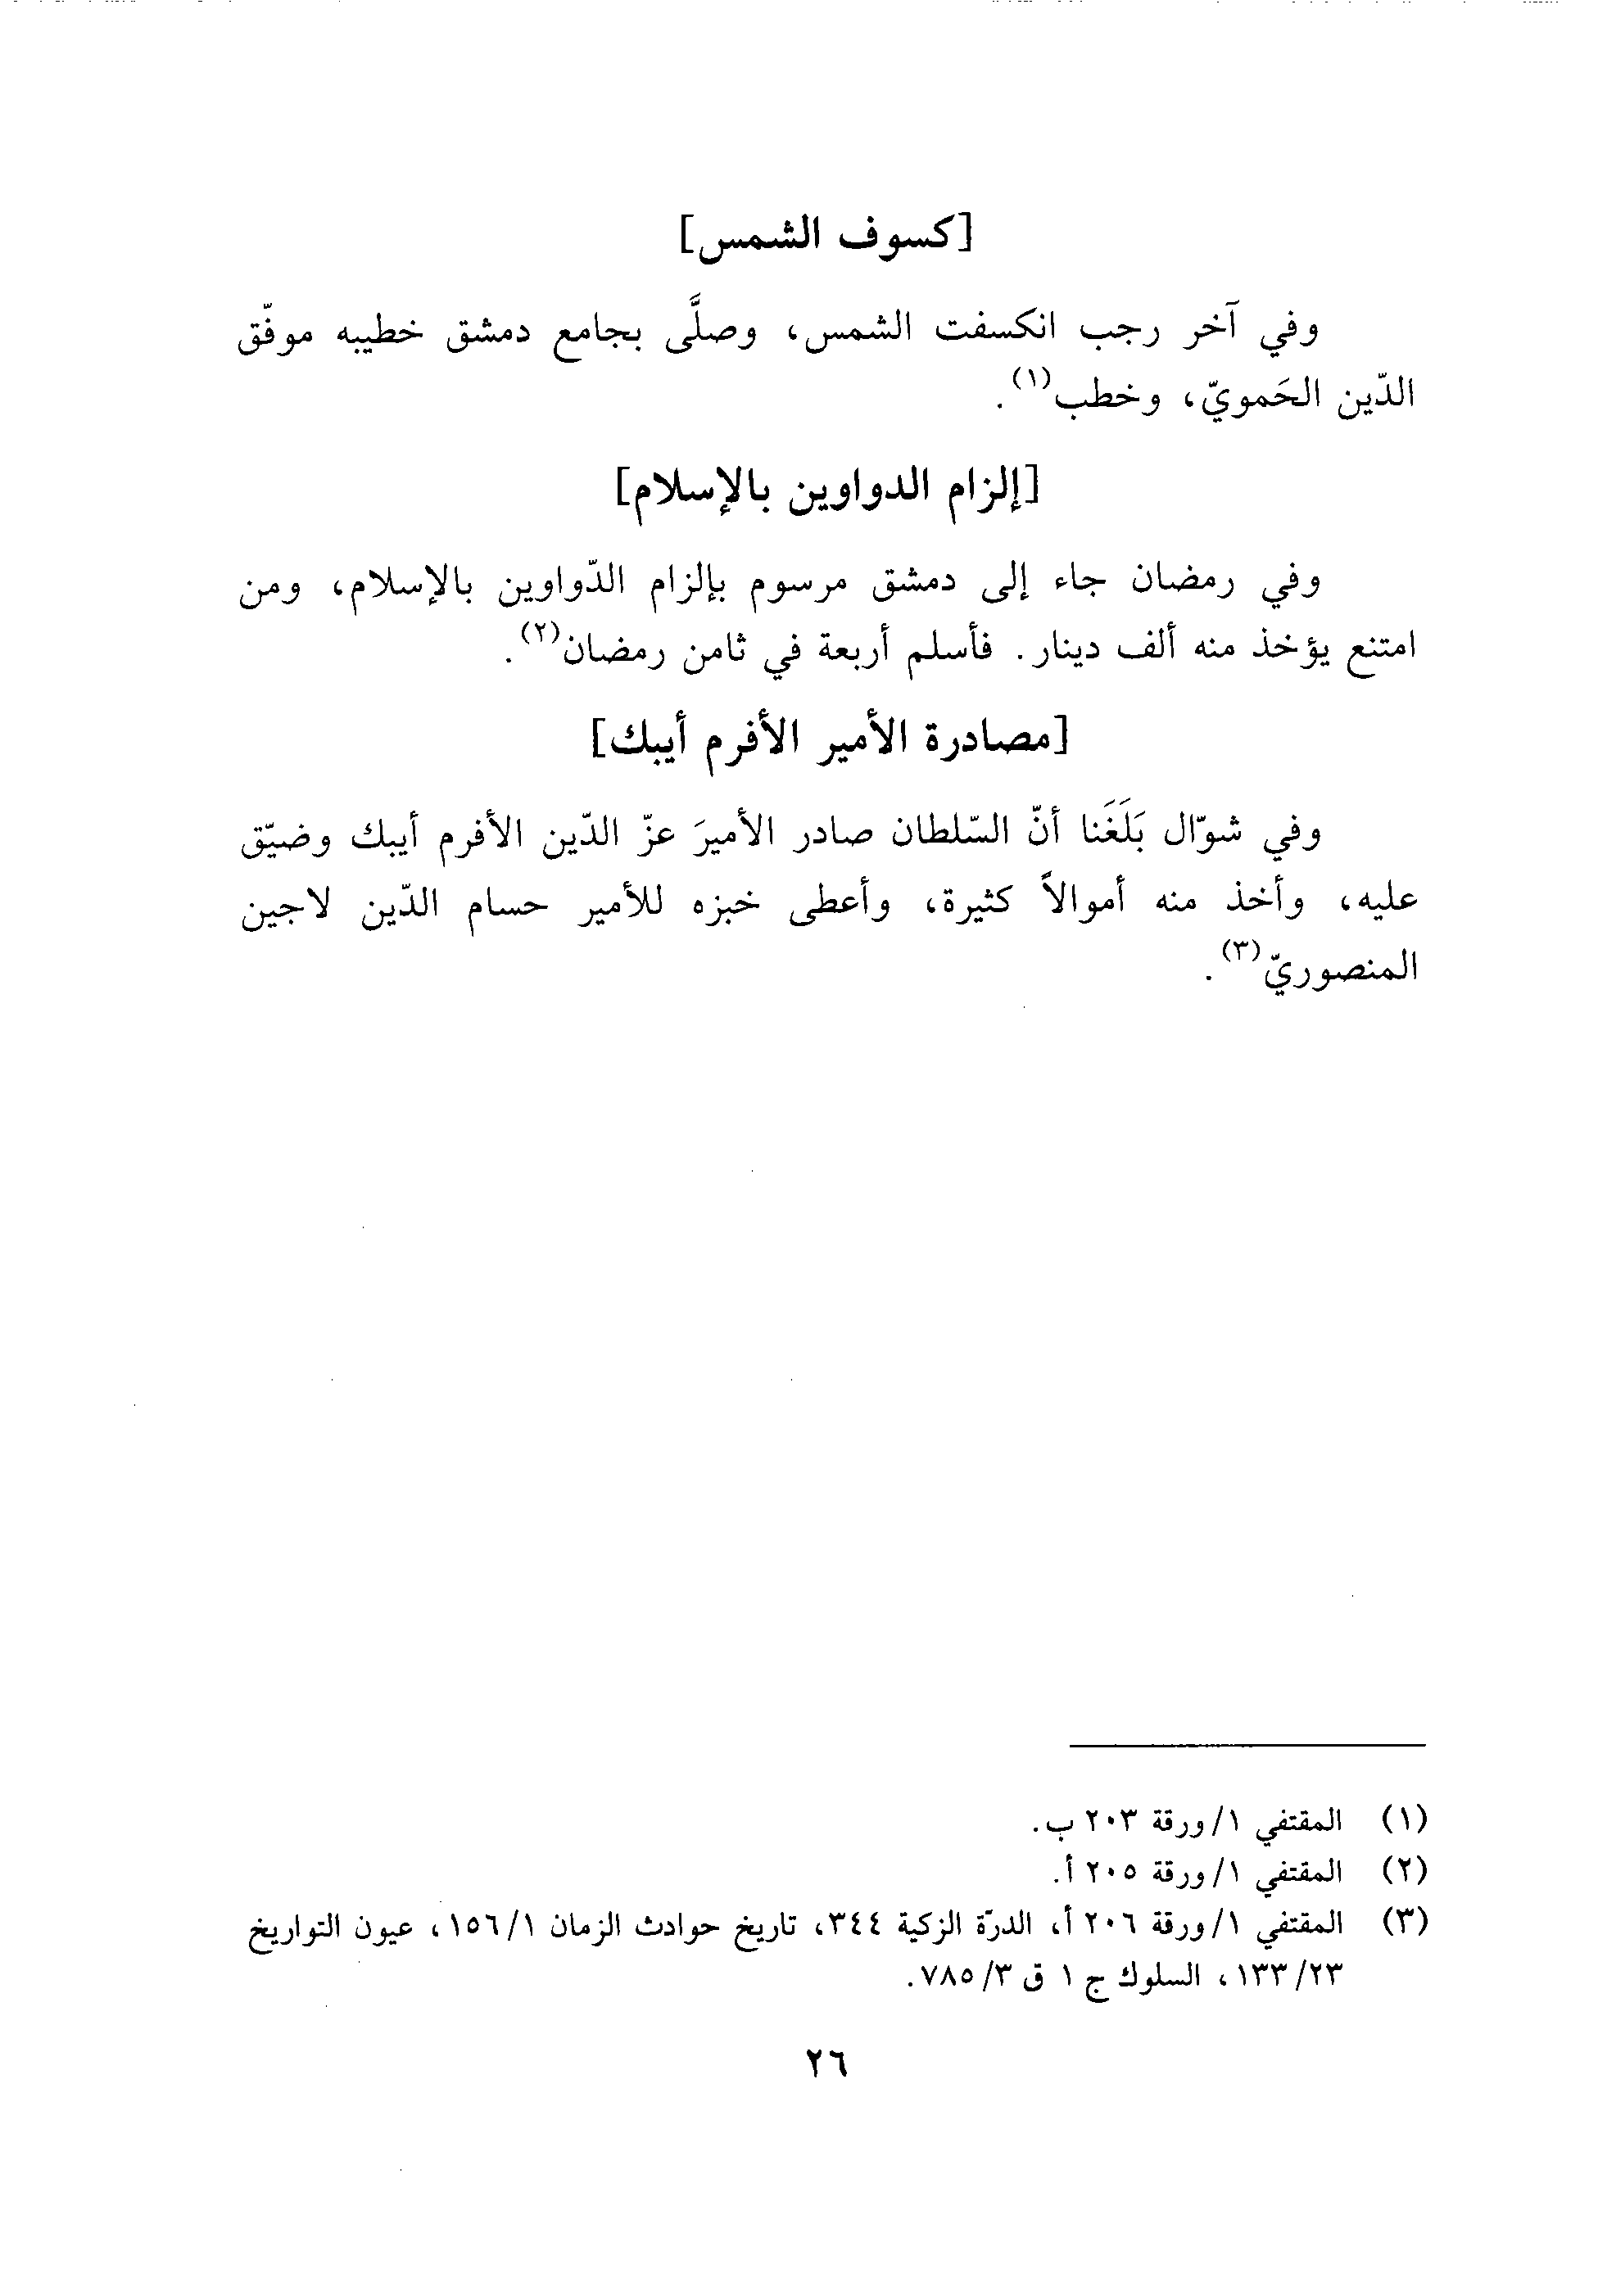 [كسوف الشمس]
وفي آخر رجب انكسفت الشمس، وصلَّى بجامع دمشق خطيبه موفّق
الدّين الحَمويّ، وخطب(١).
[إلزام الدواوين بالإسلام]
وفي رمضان جاء إلى دمشق مرسوم بإلزام الدّواوين بالإسلام، ومن
امتنع يؤخذ منه ألف دينار. فأسلم أربعة في ثامن رمضان(٢).
[مصادرة الأمير الأفرم أيبك]
وفي شوّال بَلَغَنا أنّ السّلطان صادر الأميرَ عزّ الدّين الأفرم أيبك وضيّق
عليه، وأخذ منه أموالاً كثيرة، وأعطى خبزه للأمير حسام الدّين لاجين
المنصوريّ(٣).
(١) المقتفي ١/ ورقة ٢٠٣ ب.
(٢) المقتفي ١/ ورقة ٢٠٥ أ.
(٣) المقتفي ١/ ورقة ٢٠٦ أ، الدرّة الزكية ٣٤٤، تاريخ حوادث الزمان ١/ ١٥٦، عيون التواريخ
٢٣/ ١٣٣، السلوك ج ١ ق ٣/ ٧٨٥.
٢٦